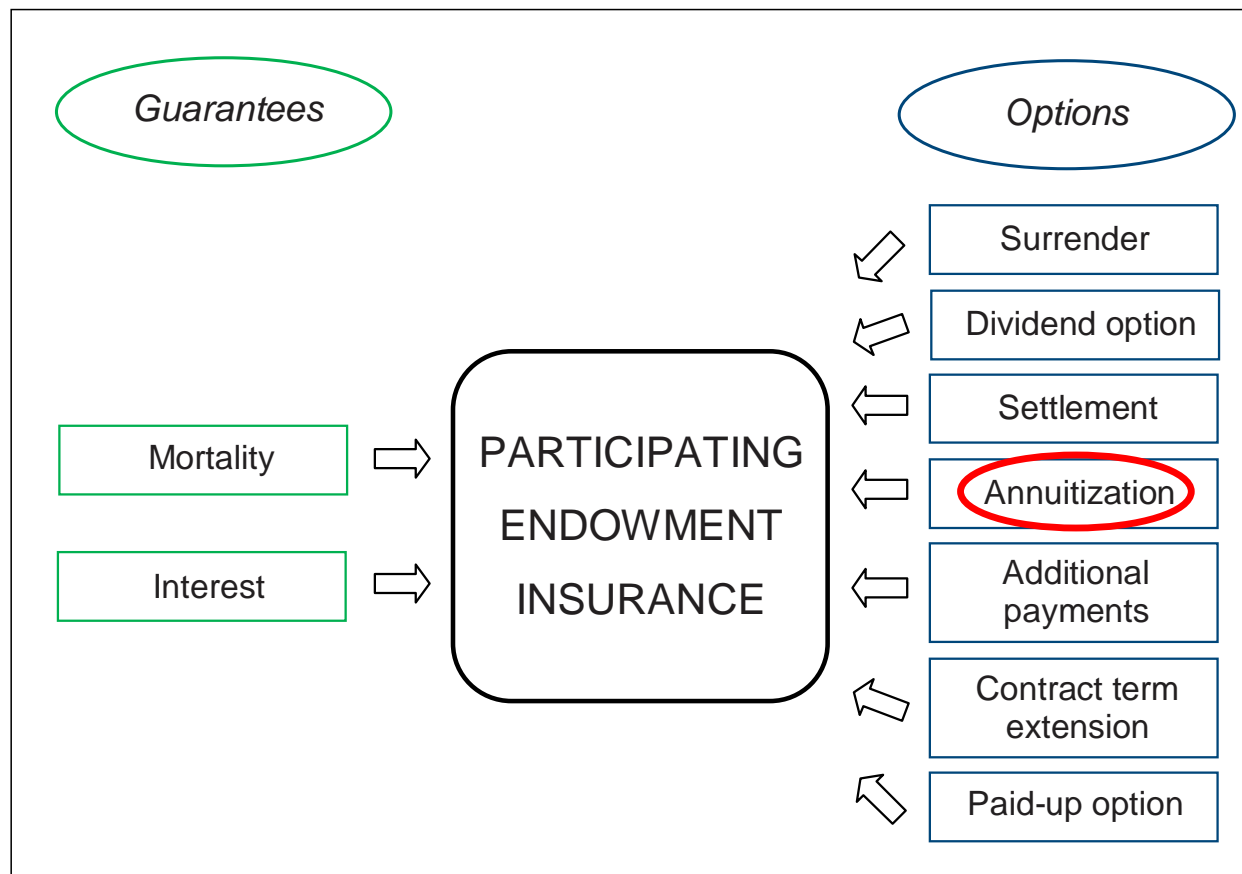 Guarantees
Options
Surrender
Dividend option
Settlement
Annuitization
Additional
payments
Contract term
extension
Paid-up option
Mortality
Interest
PARTICIPATING
ENDOWMENT
INSURANCE